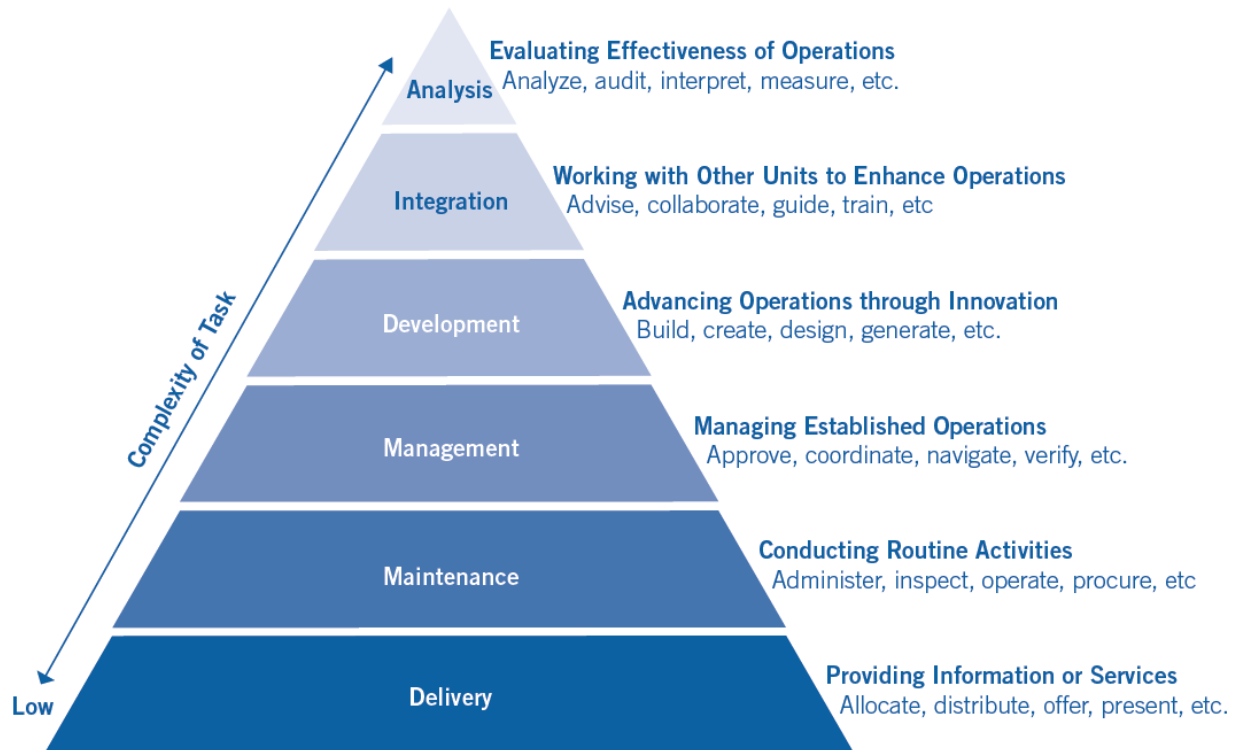 Evaluating Effectiveness of Operations
Analyze, audit, interpret, measure, etc.
Analysis
Working with Other Units to Enhance Operations
Advise, collaborate, guide, train, etc
Integration
Advancing Operations through Innovation
Build, create, design, generate, etc.
Development
Complexity of Task
Managing Established Operations
Approve, coordinate, navigate, verify, etc.
Management
Conducting Routine Activities
Administer, inspect, operate, procure, etc
Maintenance
Providing Information or Services
Allocate, distribute, offer, present, etc.
Delivery
Low